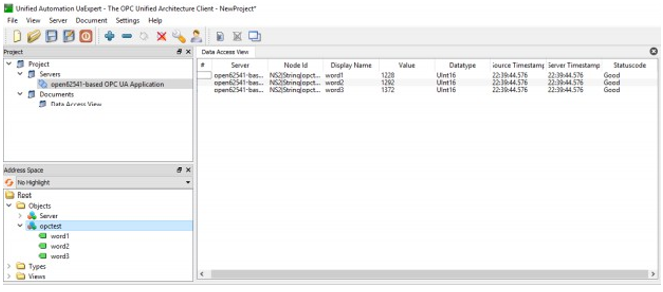 Unified Automation UaExpert - The OPC Unified Architecture Client - NewProject*
File View Server Document Settings Help
Project
Project
Servers
open62541-based OPC UA Application
Documents
Data Access View
Address Space
No Highlight
Root
Objects
Server
opctest
word1
word2
word3
Types
Views
Data Access View
# Server Node Id Display Name Value Datatype ource Timestamp Server Timestamp Statuscode
open62541-bas... NS2|String|opct... word1 1228 UInt16 22:39:44.576 22:39:44.576 Good
open62541-bas... NS2|String|opct... word2 1292 UInt16 22:39:44.576 22:39:44.576 Good
open62541-bas... NS2|String|opct... word3 1372 UInt16 22:39:44.576 22:39:44.576 Good